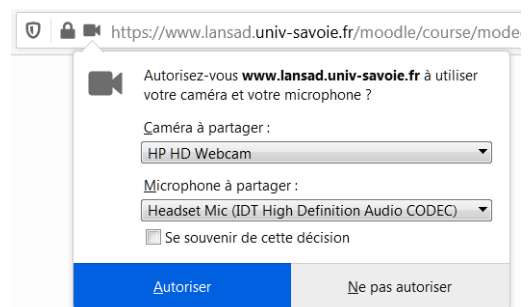 https://www.lansad.univ-savoie.fr/moodle/course/mode
Autorisez-vous www.lansad.univ-savoie.fr à utiliser
votre caméra et votre microphone ?
Caméra à partager :
HP HD Webcam
Microphone à partager :
Headset Mic (IDT High Definition Audio CODEC)
Se souvenir de cette décision
Autoriser
Ne pas autoriser